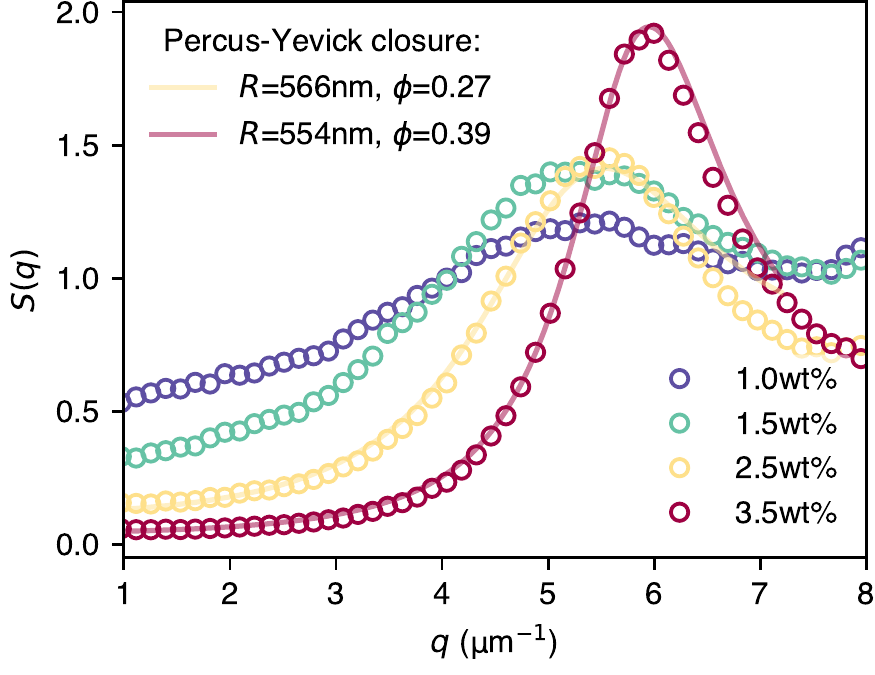 Percus-Yevick closure:
R=566nm, ϕ=0.27
R=554nm, ϕ=0.39
2.0
1.5
1.0
0.5
0.0
S(q)
1.0wt%
1.5wt%
2.5wt%
3.5wt%
1 2 3 4 5 6 7 8
q (μm⁻¹)